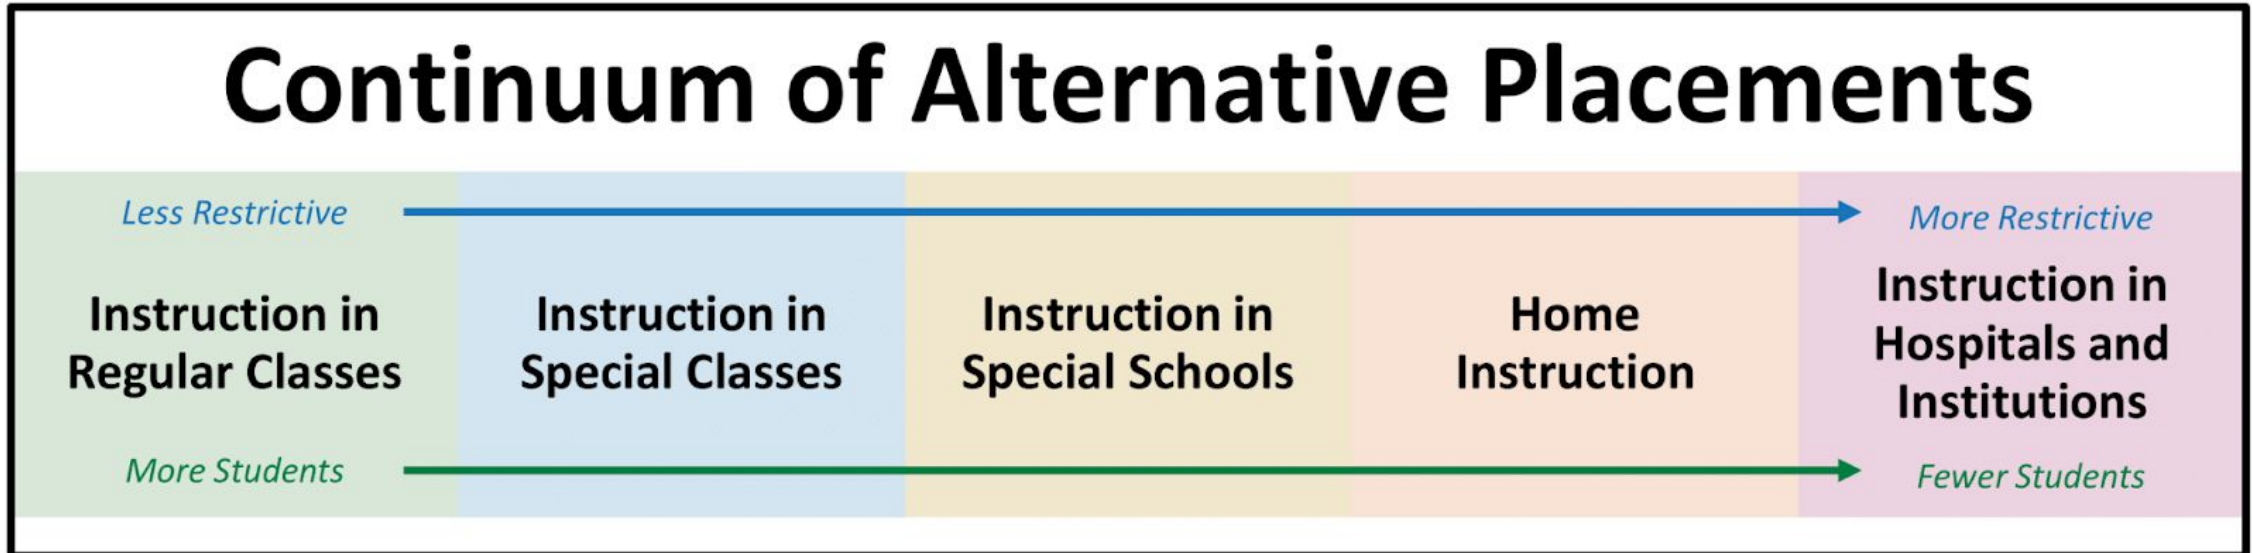 Continuum of Alternative Placements
Less Restrictive
More Restrictive
Instruction in
Regular Classes
Instruction in
Special Classes
Instruction in
Special Schools
Home
Instruction
Instruction in
Hospitals and
Institutions
More Students
Fewer Students